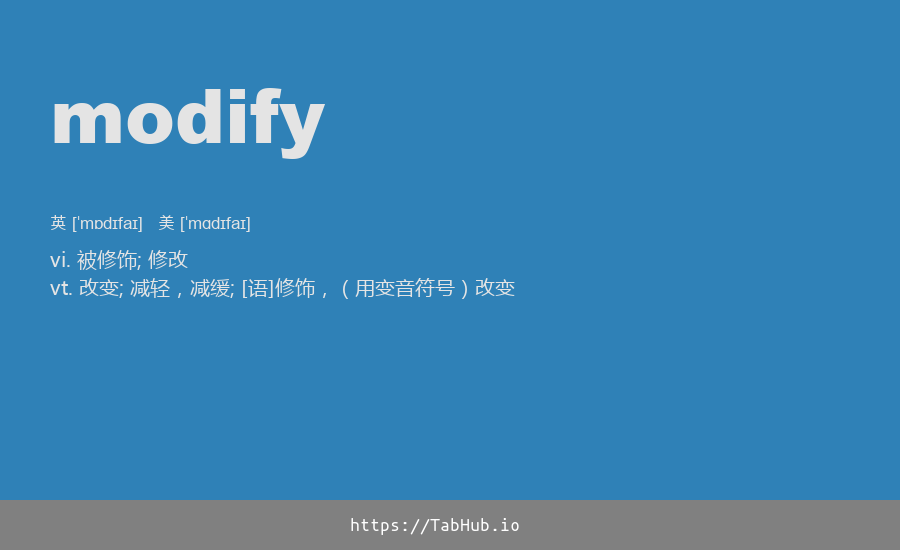 modify
英 [ˈmɒdɪfaɪ] 美 [ˈmɑdɪfaɪ]
vi. 被修饰; 修改
vt. 改变; 减轻，减缓; [语]修饰，（用变音符号）改变
https://TabHub.io